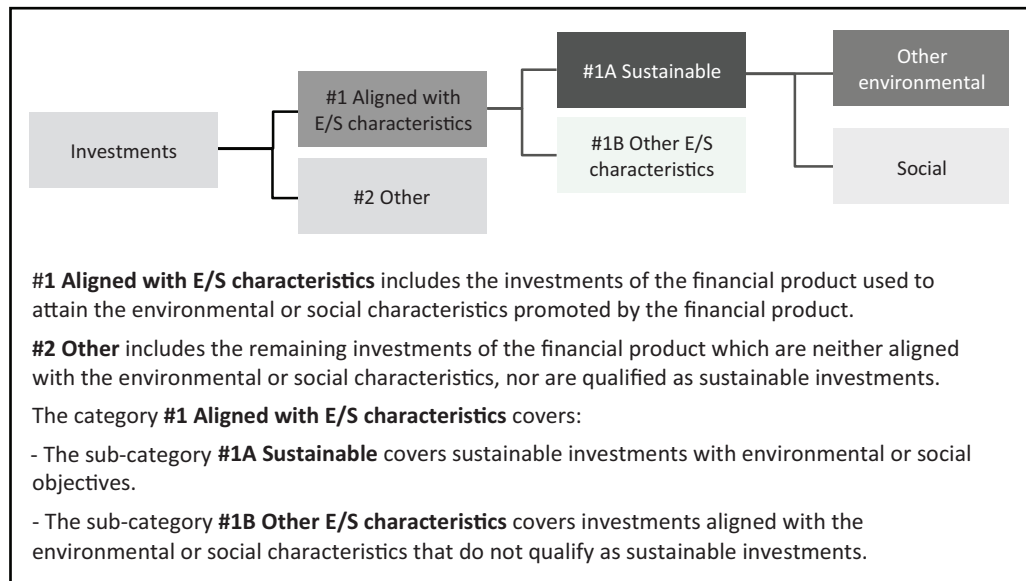 Investments
#1 Aligned with
E/S characteristics
#2 Other
#1A Sustainable
#1B Other E/S
characteristics
Other
environmental
Social
#1 Aligned with E/S characteristics includes the investments of the financial product used to
attain the environmental or social characteristics promoted by the financial product.
#2 Other includes the remaining investments of the financial product which are neither aligned
with the environmental or social characteristics, nor are qualified as sustainable investments.
The category #1 Aligned with E/S characteristics covers:
- The sub-category #1A Sustainable covers sustainable investments with environmental or social
objectives.
- The sub-category #1B Other E/S characteristics covers investments aligned with the
environmental or social characteristics that do not qualify as sustainable investments.